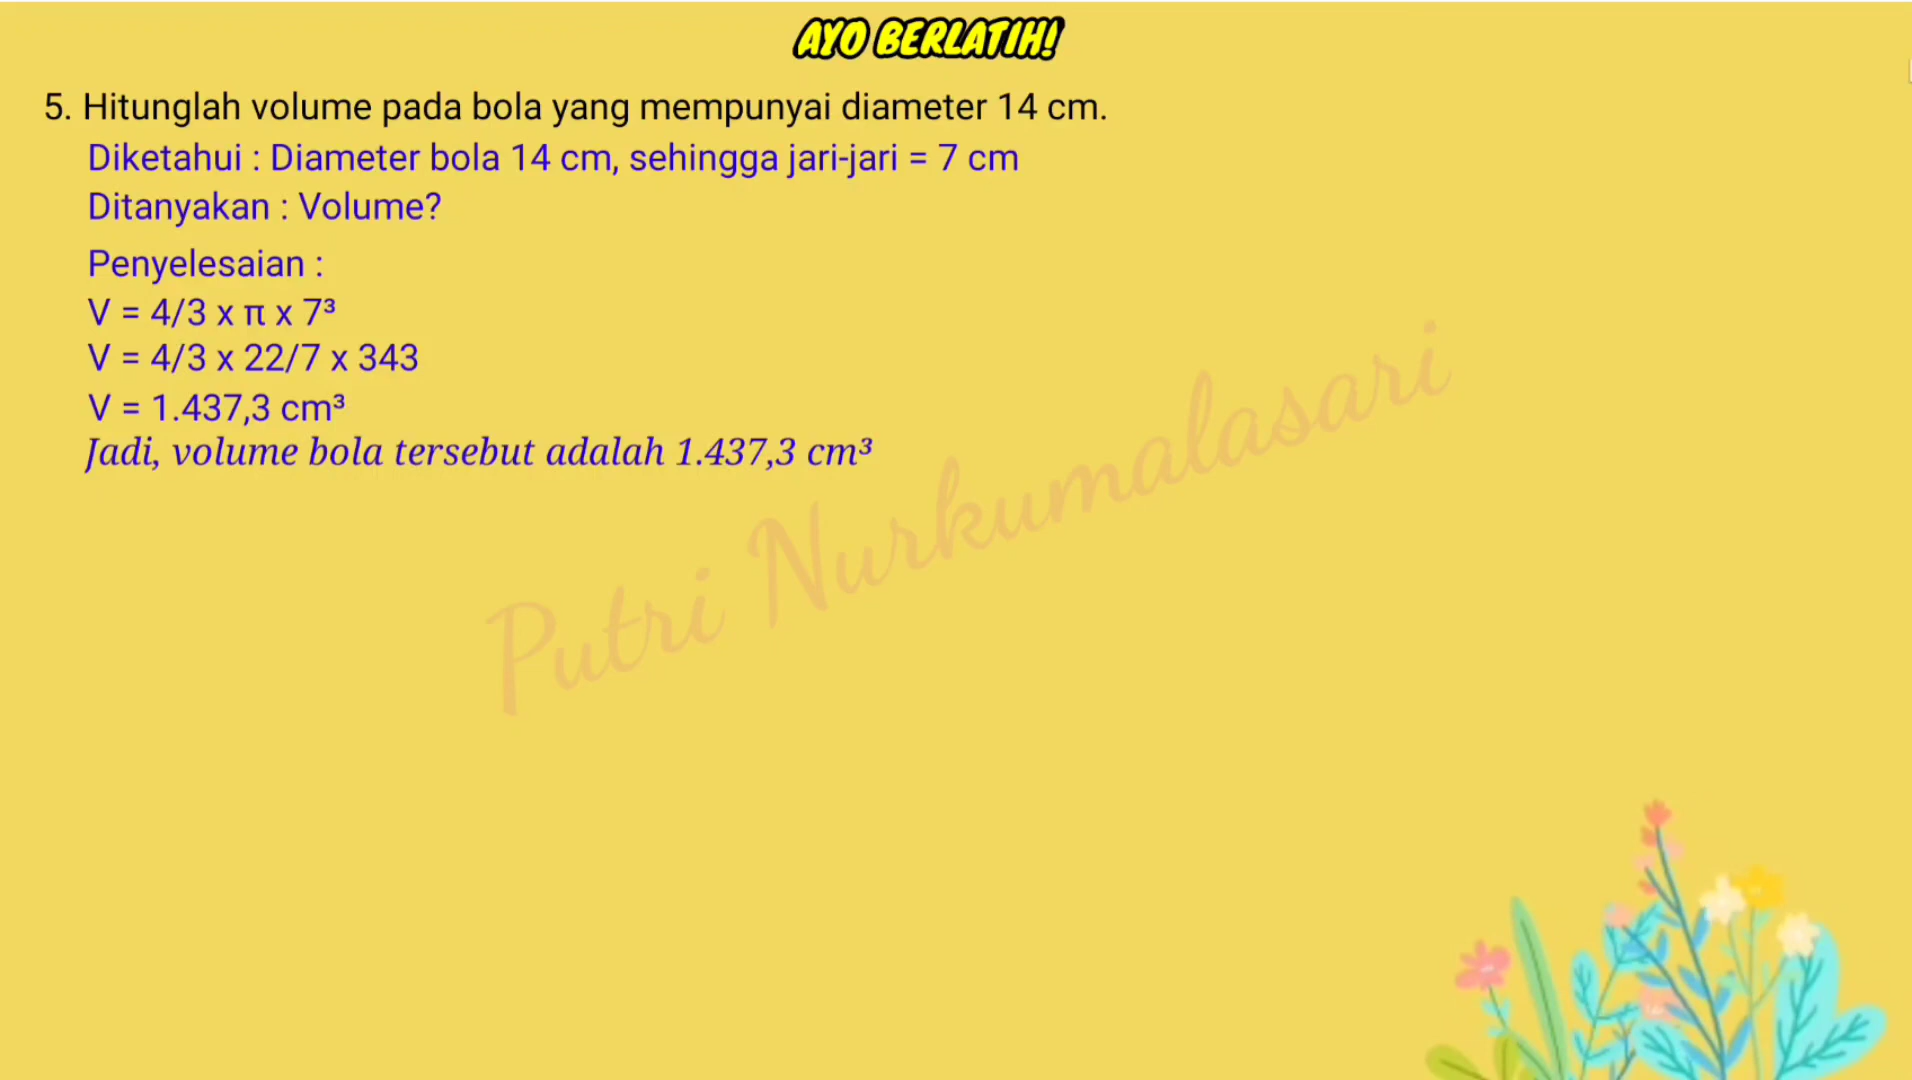 AYO BERLATIH!
5. Hitunglah volume pada bola yang mempunyai diameter 14 cm.
Diketahui : Diameter bola 14 cm, sehingga jari-jari = 7 cm
Ditanyakan : Volume?
Penyelesaian :
V = 4/3 x π x 7³
V = 4/3 x 22/7 x 343
V = 1.437,3 cm³
Jadi, volume bola tersebut adalah 1.437,3 cm³
Putri Nurkumalasari